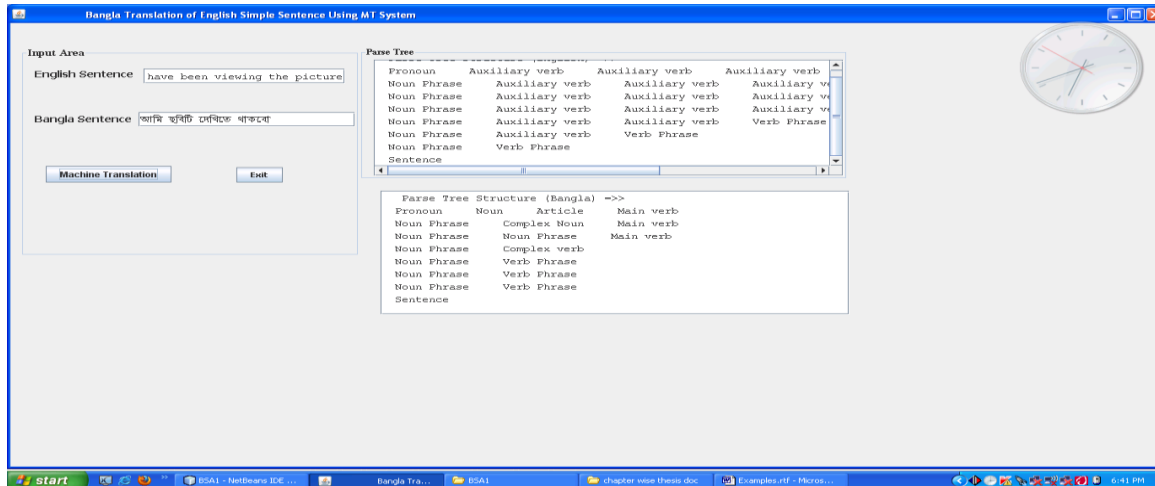 Bangla Translation of English Simple Sentence Using MT System
Input Area
English Sentence have been viewing the picture
Bangla Sentence আমি ছবিটি দেখিতে থাকবো
Machine Translation Exit
Parse Tree
Pronoun Auxiliary verb Auxiliary verb Auxiliary verb
Noun Phrase Auxiliary verb Auxiliary verb Auxiliary ve
Noun Phrase Auxiliary verb Auxiliary verb Auxiliary ve
Noun Phrase Auxiliary verb Auxiliary verb Auxiliary ve
Noun Phrase Auxiliary verb Auxiliary verb Verb Phrase
Noun Phrase Auxiliary verb Verb Phrase
Noun Phrase Verb Phrase
Sentence
Parse Tree Structure (Bangla) =>>
Pronoun Noun Article Main verb
Noun Phrase Complex Noun Main verb
Noun Phrase Noun Phrase Main verb
Noun Phrase Complex verb
Noun Phrase Verb Phrase
Noun Phrase Verb Phrase
Noun Phrase Verb Phrase
Sentence
start BSA1 - NetBeans IDE ... Bangla Tra... BSA1 chapter wise thesis doc Examples.rtf - Micros... 6:41 PM